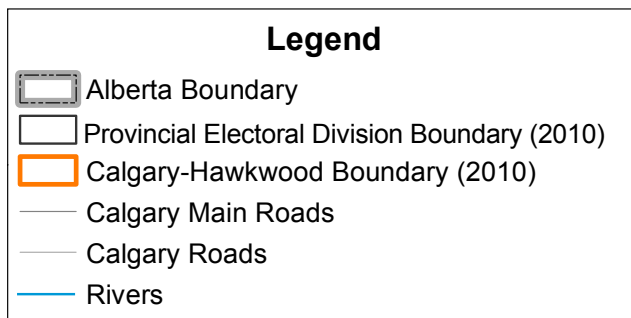 Legend
Alberta Boundary
Provincial Electoral Division Boundary (2010)
Calgary-Hawkwood Boundary (2010)
Calgary Main Roads
Calgary Roads
Rivers